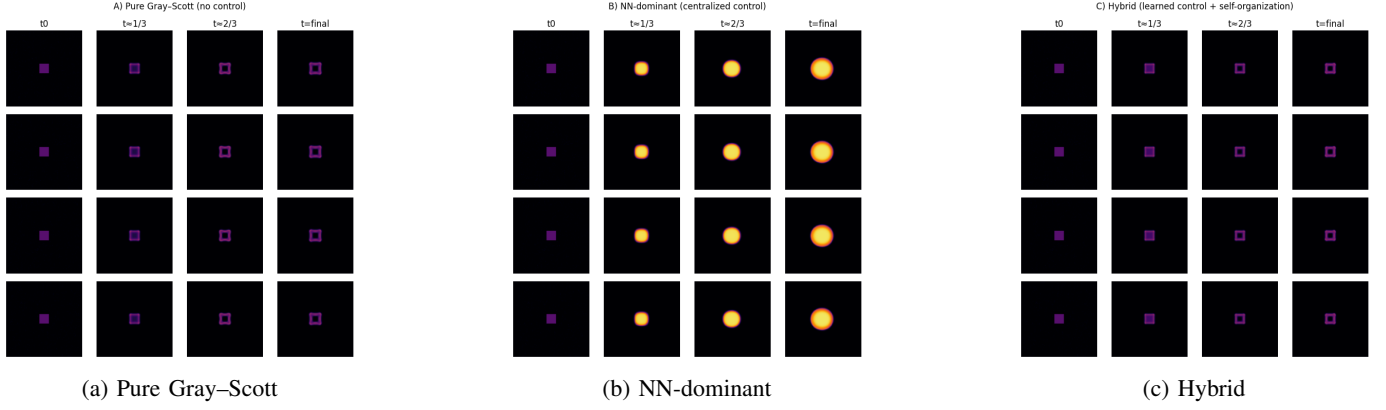 A) Pure Gray–Scott (no control)
t0 t≈1/3 t≈2/3 t=final
B) NN-dominant (centralized control)
t0 t≈1/3 t≈2/3 t=final
C) Hybrid (learned control + self-organization)
t0 t≈1/3 t≈2/3 t=final
(a) Pure Gray–Scott
(b) NN-dominant
(c) Hybrid